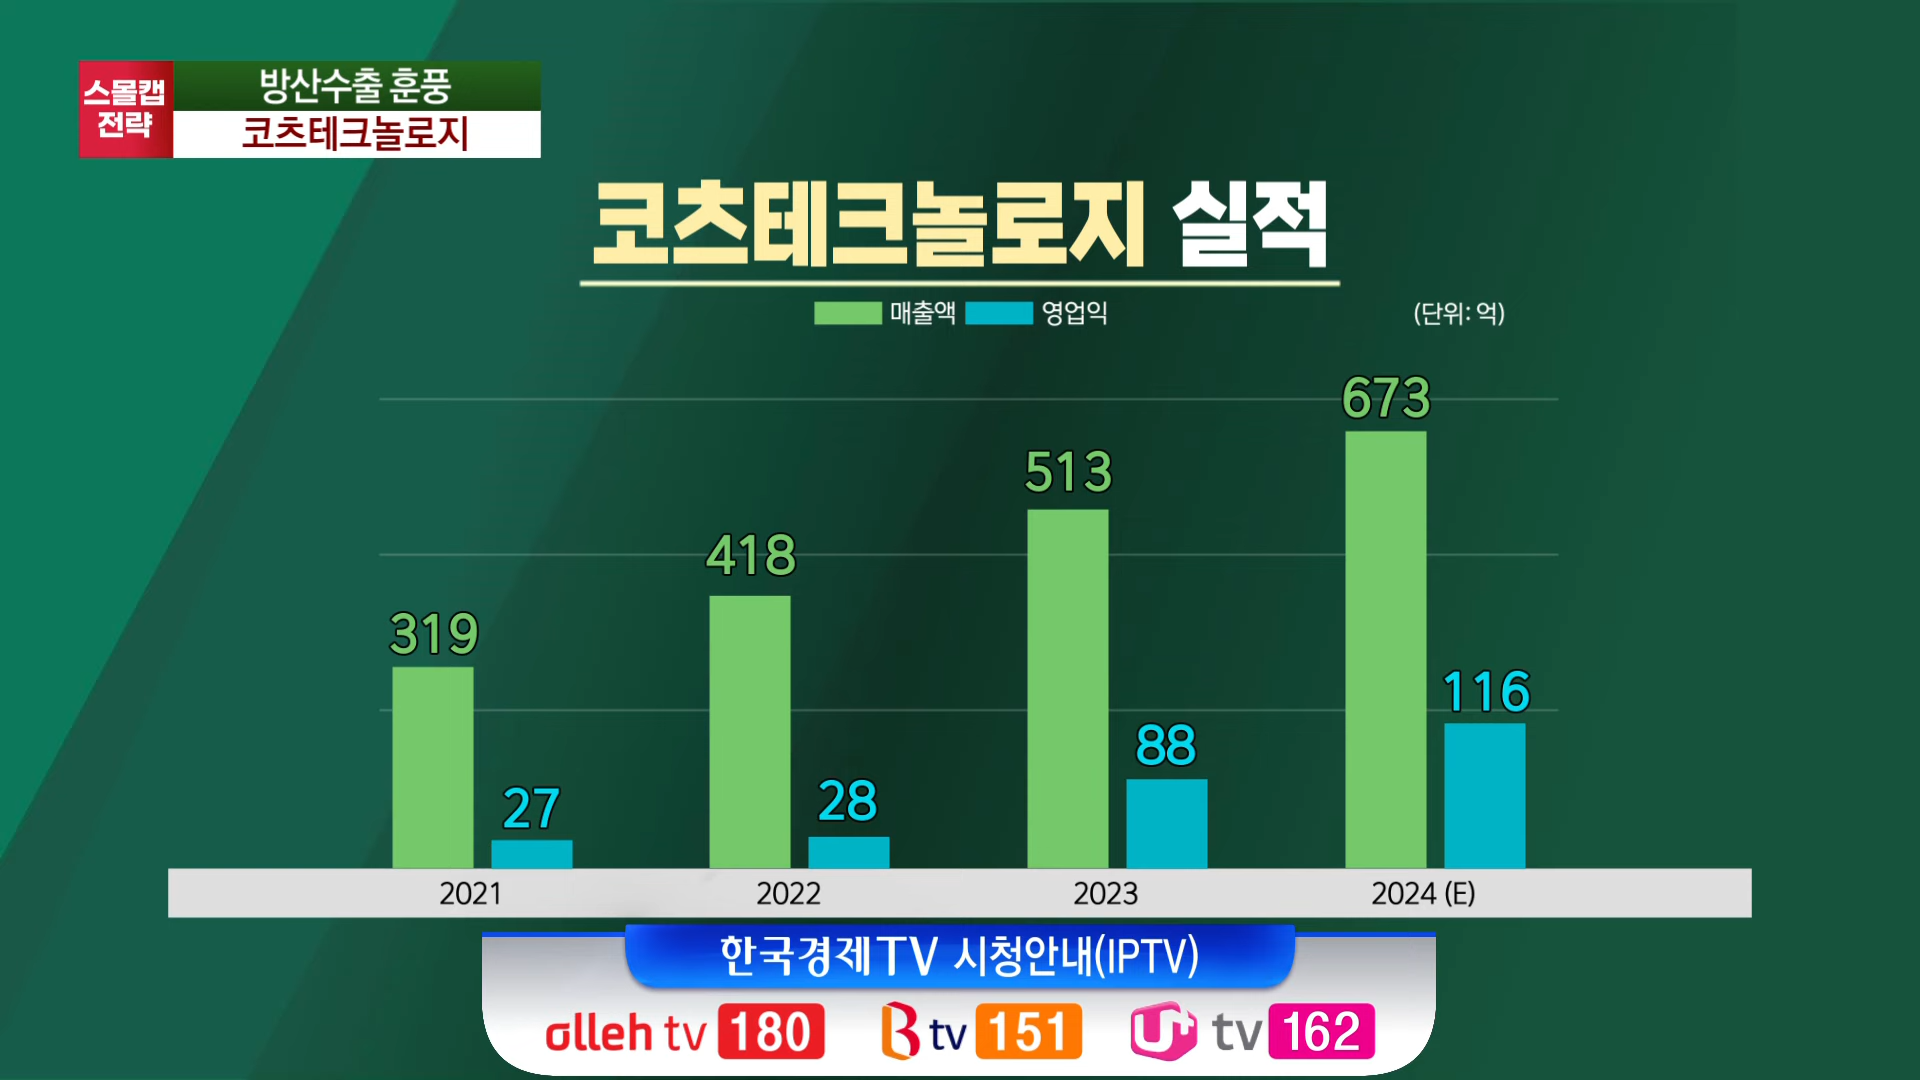 스몰캡
전략
방산수출 훈풍
코츠테크놀로지
코츠테크놀로지 실적
매출액 영업익 (단위: 억)
319 27
418 28
513 88
673 116
2021 2022 2023 2024 (E)
한국경제TV 시청안내(IPTV)
olleh tv 180 B tv 151 U+ tv 162